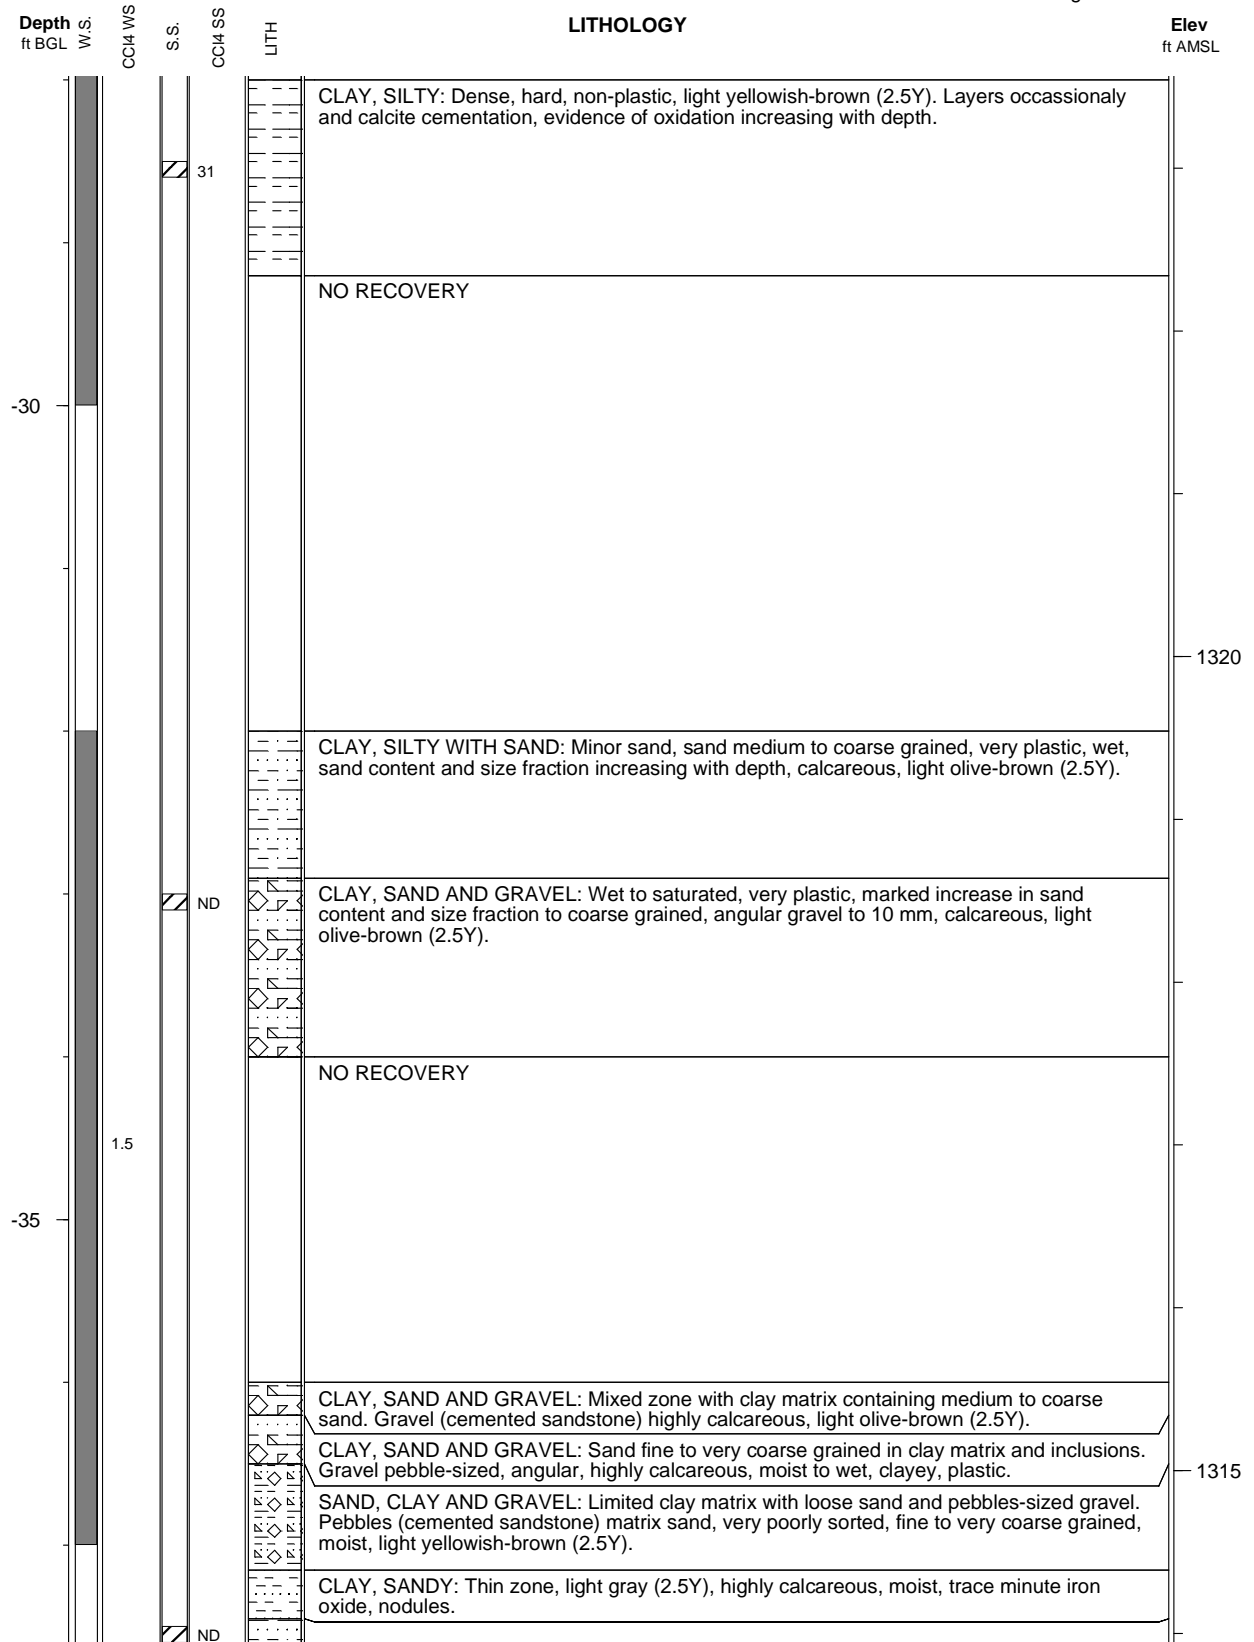 Depth
ft BGL
W.S.
CCl4 WS
S.S.
CCl4 SS
LITH
LITHOLOGY
Elev
ft AMSL
CLAY, SILTY: Dense, hard, non-plastic, light yellowish-brown (2.5Y). Layers occassionaly
and calcite cementation, evidence of oxidation increasing with depth.
31
NO RECOVERY
-30
1320
CLAY, SILTY WITH SAND: Minor sand, sand medium to coarse grained, very plastic, wet,
sand content and size fraction increasing with depth, calcareous, light olive-brown (2.5Y).
ND
CLAY, SAND AND GRAVEL: Wet to saturated, very plastic, marked increase in sand
content and size fraction to coarse grained, angular gravel to 10 mm, calcareous, light
olive-brown (2.5Y).
NO RECOVERY
1.5
-35
CLAY, SAND AND GRAVEL: Mixed zone with clay matrix containing medium to coarse
sand. Gravel (cemented sandstone) highly calcareous, light olive-brown (2.5Y).
CLAY, SAND AND GRAVEL: Sand fine to very coarse grained in clay matrix and inclusions.
Gravel pebble-sized, angular, highly calcareous, moist to wet, clayey, plastic.
1315
SAND, CLAY AND GRAVEL: Limited clay matrix with loose sand and pebbles-sized gravel.
Pebbles (cemented sandstone) matrix sand, very poorly sorted, fine to very coarse grained,
moist, light yellowish-brown (2.5Y).
CLAY, SANDY: Thin zone, light gray (2.5Y), highly calcareous, moist, trace minute iron
oxide, nodules.
ND